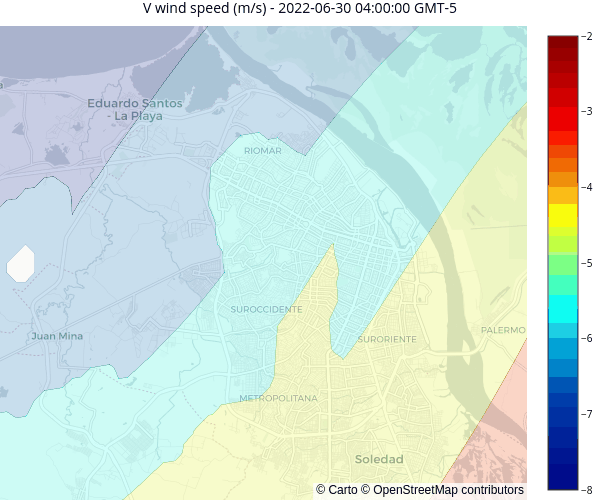 V wind speed (m/s) - 2022-06-30 04:00:00 GMT-5
Eduardo Santos
- La Playa
RIOMAR
SUROCCIDENTE
Juan Mina
SURORIENTE
PALERMO
METROPOLITANA
Soledad
© Carto © OpenStreetMap contributors
−2
−3
−4
−5
−6
−7
−8